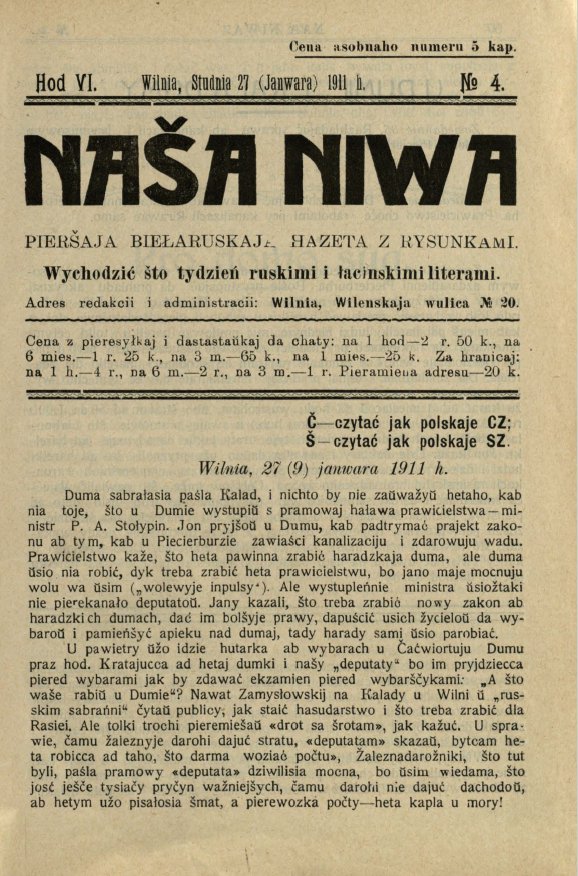 Cena asobnaho numeru 5 kap.
Hod VI. Wilnia, Studnia 27 (Janwara) 1911 h. № 4.
NAŠA NIWA
PIERŠAJA BIEŁARUSKAJA HAZETA Z RYSUNKAMI.
Wychodzić što tydzień ruskimi i łacinskimi literami.
Adres redakcii i administracii: Wilnia, Wilenskaja wulica № 20.
Cena z pieresyłkaj i dastastaŭkaj da chaty: na 1 hod—2 r. 50 k., na
6 mies.—1 r. 25 k., na 3 m.—65 k., na 1 mies.—25 k. Za hranicaj:
na 1 h.—4 r., na 6 m.—2 r., na 3 m.—1 r. Pieramiena adresu—20 k.
Č—czytać jak polskaje CZ;
Š—czytać jak polskaje SZ.
Wilnia, 27 (9) janwara 1911 h.
Duma sabrałasia paśla Kalad, i nichto by nie zaŭważyŭ hetaho, kab
nia toje, što u Dumie wystupiŭ s pramowaj haława prawicielstwa—mi-
nistr P. A. Stołypin. Jon pryjšoŭ u Dumu, kab padtrymać prajekt zako-
nu ab tym, kab u Piecierburzie zawiaści kanalizaciju i zdarowuju wadu.
Prawicielstwo każe, što heta pawinna zrabić haradzkaja duma, ale duma
ŭsio nia robić, dyk treba zrabić heta prawicielstwu, bo jano maje mocnuju
wolu wa ŭsim („wolewyje inpulsy“). Ale wystupleńnie ministra ŭsiožtaki
nie pierekanało deputatoŭ. Jany kazali, što treba zrabić nowy zakon ab
haradzkich dumach, dać im bolšyje prawy, dapuścić usich życieloŭ da wy-
baroŭ i pamieńšyć apieku nad dumaj, tady harady sami ŭsio parobiać.
U pawietry ŭžo idzie hutarka ab wybarach u Čaćwiortuju Dumu
praz hod. Kratajucca ad hetaj dumki i našy „deputaty“ bo im pryjdziecca
piered wybarami jak by zdawać ekzamien piered wybarščykami: „A što
waše rabiŭ u Dumie“? Nawat Zamysłowskij na Kalady u Wilni ŭ „rus-
skim sabrańni“ čytaŭ publicy, jak staić hasudarstwo i što treba zrabić dla
Rasiei. Ale tolki trochi pieremiešaŭ «drot sa šrotam», jak każuć. U spra-
wie, čamu żaleznyje darohi dajuć stratu, «deputatem» skazaŭ, bytcam he-
ta robicca ad taho, što darma woziać počtu», Żaleznadarožniki, što tut
byli, paśla pramowy «deputata» dziwilisia mocna, bo ŭsim wiedama, što
jość ješče tysiačy pryčyn ważniejšych, čamu darohi nie dajuć dachodoŭ,
ab hetym użo pisałosia šmat, a pierewozka počty—heta kapla u mory!